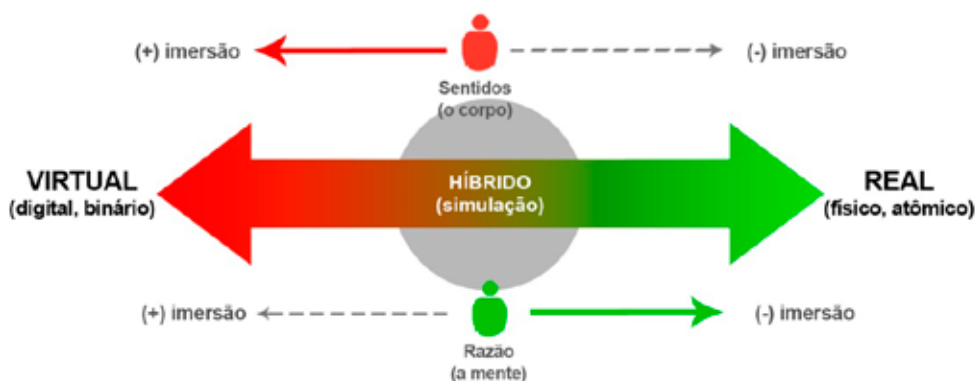 (+) imersão
(-) imersão
Sentidos
(o corpo)
VIRTUAL
(digital, binário)
HÍBRIDO
(simulação)
REAL
(físico, atômico)
(+) imersão
(-) imersão
Razão
(a mente)